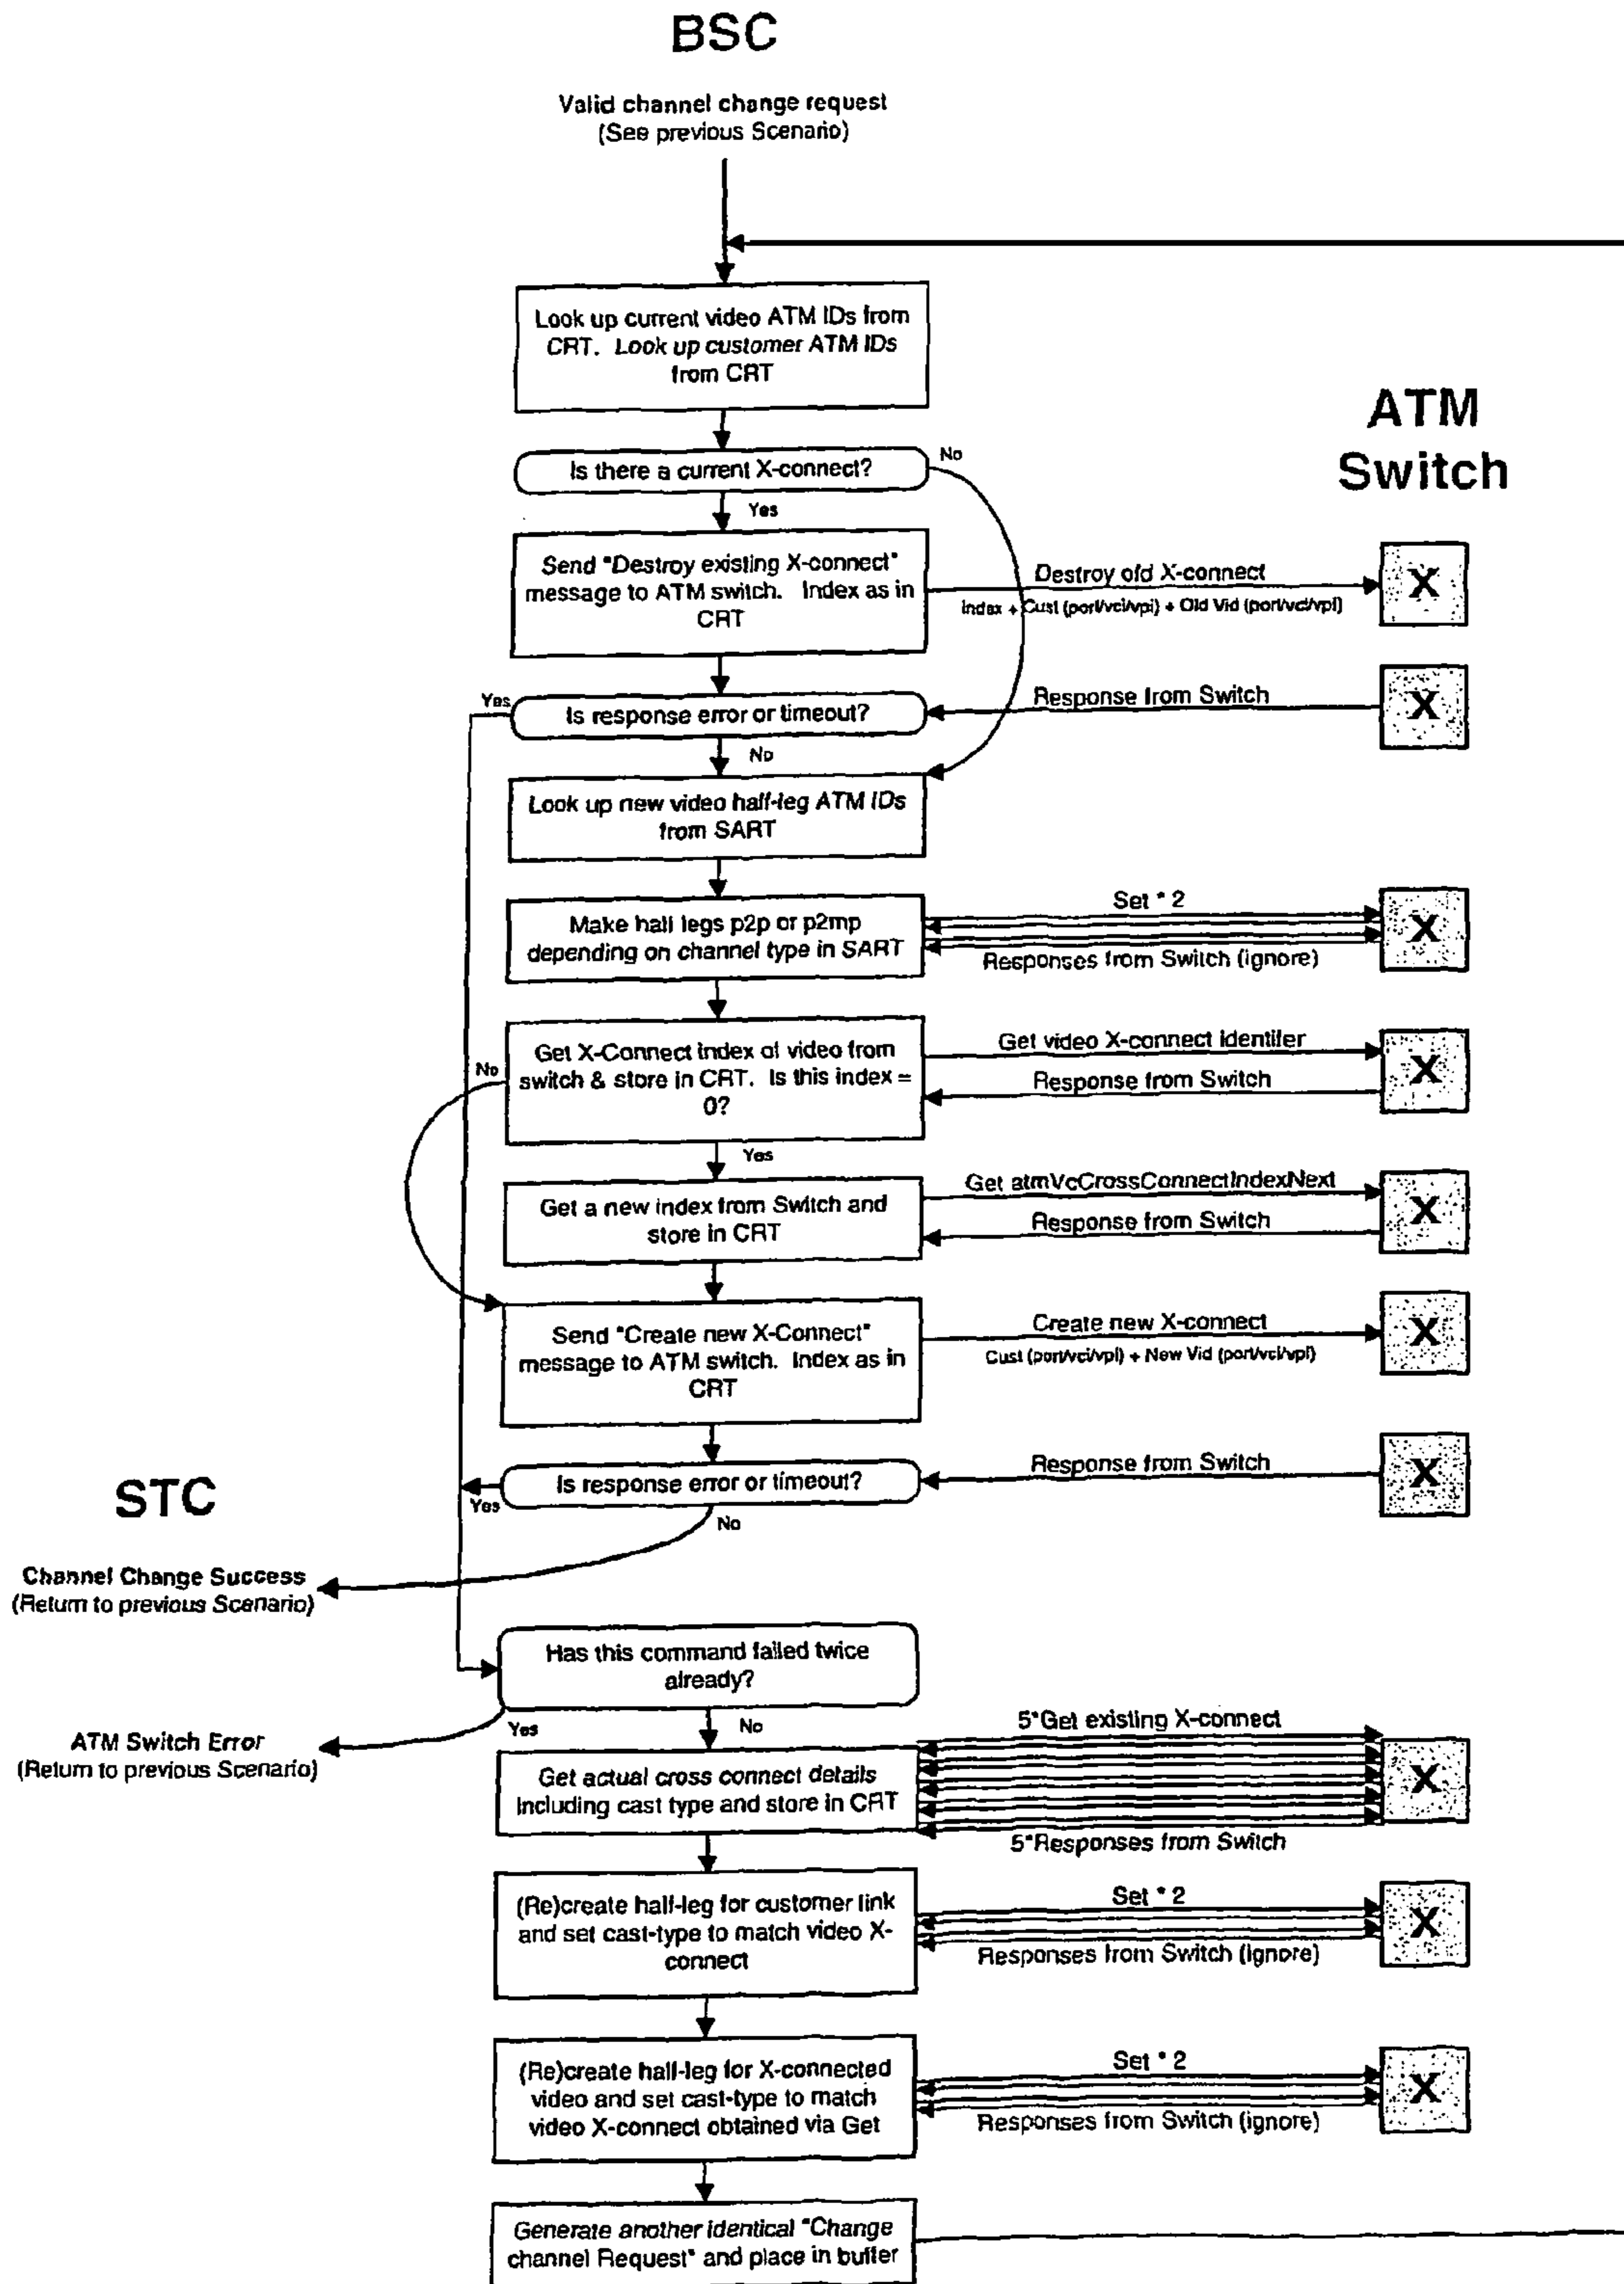 BSC
Valid channel change request
(See previous Scenario)
Look up current video ATM IDs from
CRT. Look up customer ATM IDs
from CRT
ATM
Switch
Is there a current X-connect?
No
Yes
Send "Destroy existing X-connect"
message to ATM switch. Index as in
CRT
Destroy old X-connect
Index + Cust (port/vci/vpi) + Old Vid (port/vci/vpi)
X
Yes
Is response error or timeout?
Response from Switch
X
No
Look up new video half-leg ATM IDs
from SART
Make half legs p2p or p2mp
depending on channel type in SART
Set * 2
Responses from Switch (ignore)
X
No
Get X-Connect index of video from
switch & store in CRT. Is this index =
0?
Get video X-connect identifer
Response from Switch
X
Yes
Get a new index from Switch and
store in CRT
Get atmVcCrossConnectIndexNext
Response from Switch
X
Send "Create new X-Connect"
message to ATM switch. Index as in
CRT
Create new X-connect
Cust (port/vci/vpi) + New Vid (port/vci/vpi)
X
STC
Is response error or timeout?
Response from Switch
X
Yes
No
Channel Change Success
(Return to previous Scenario)
Has this command failed twice
already?
Yes
No
ATM Switch Error
(Return to previous Scenario)
Get actual cross connect details
including cast type and store in CRT
5*Get existing X-connect
5*Responses from Switch
X
(Re)create half-leg for customer link
and set cast-type to match video X-
connect
Set * 2
Responses from Switch (ignore)
X
(Re)create half-leg for X-connected
video and set cast-type to match
video X-connect obtained via Get
Set * 2
Responses from Switch (ignore)
X
Generate another identical "Change
channel Request" and place in buffer